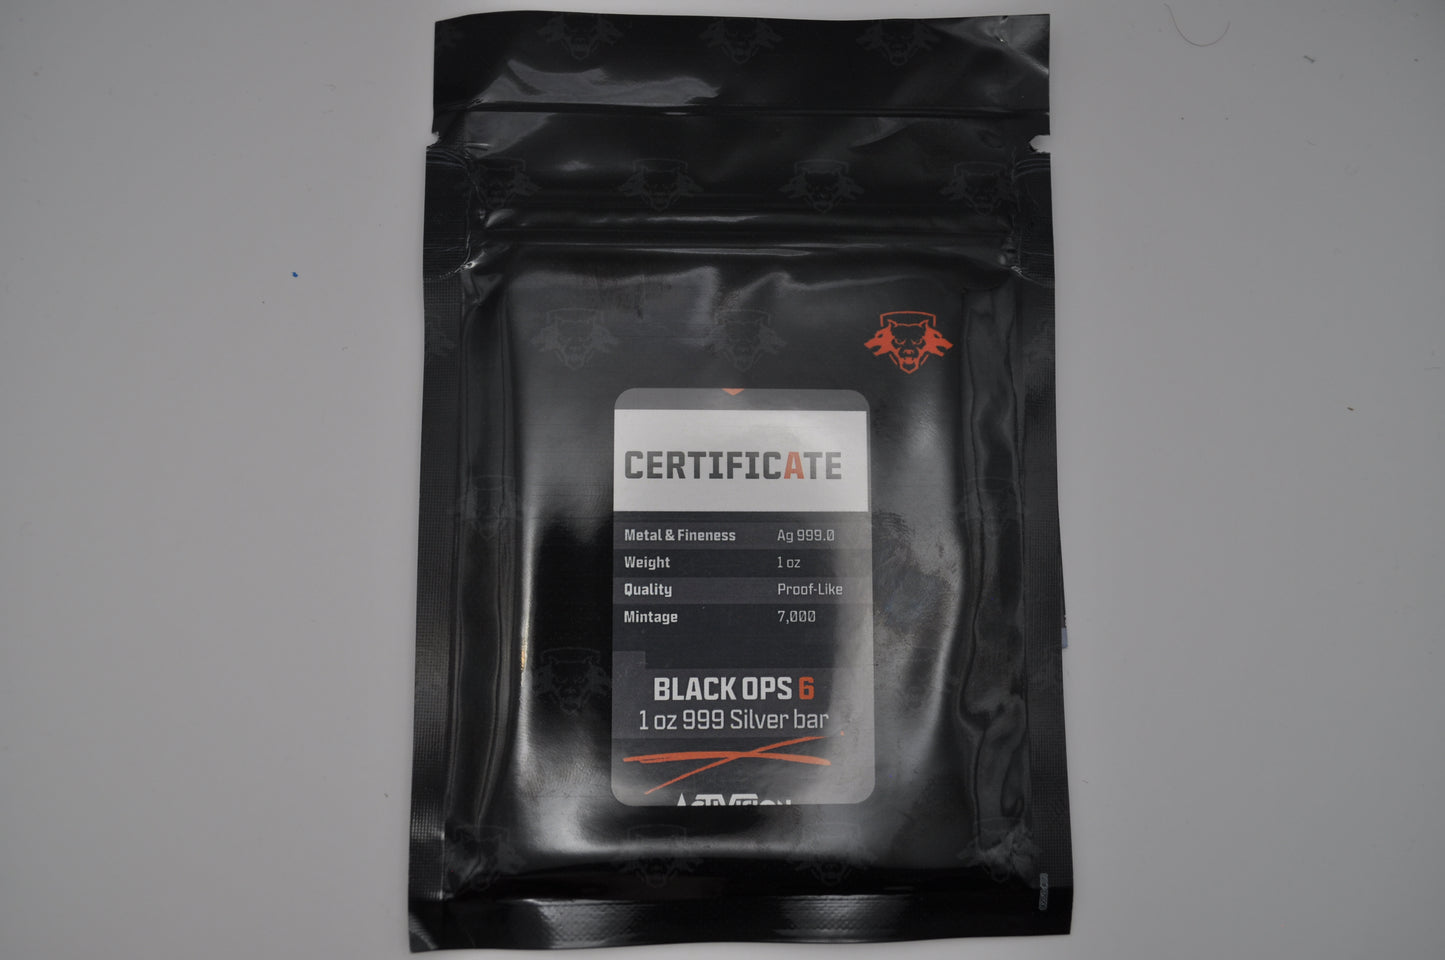 CERTIFICATE
Metal & Fineness Ag 999.0
Weight 1 oz
Quality Proof-Like
Mintage 7,000
BLACK OPS 6
1 oz 999 Silver bar
ACTIVISION